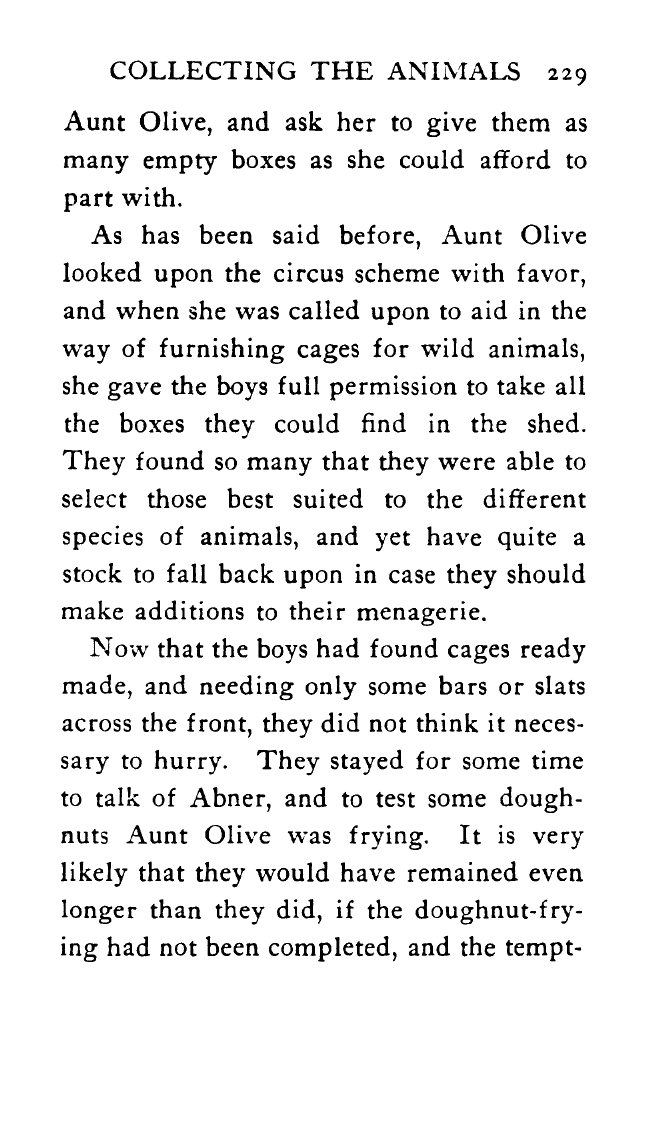 COLLECTING THE ANIMALS 229
Aunt Olive, and ask her to give them as
many empty boxes as she could afford to
part with.
As has been said before, Aunt Olive
looked upon the circus scheme with favor,
and when she was called upon to aid in the
way of furnishing cages for wild animals,
she gave the boys full permission to take all
the boxes they could find in the shed.
They found so many that they were able to
select those best suited to the different
species of animals, and yet have quite a
stock to fall back upon in case they should
make additions to their menagerie.
Now that the boys had found cages ready
made, and needing only some bars or slats
across the front, they did not think it neces-
sary to hurry. They stayed for some time
to talk of Abner, and to test some dough-
nuts Aunt Olive was frying. It is very
likely that they would have remained even
longer than they did, if the doughnut-fry-
ing had not been completed, and the tempt-